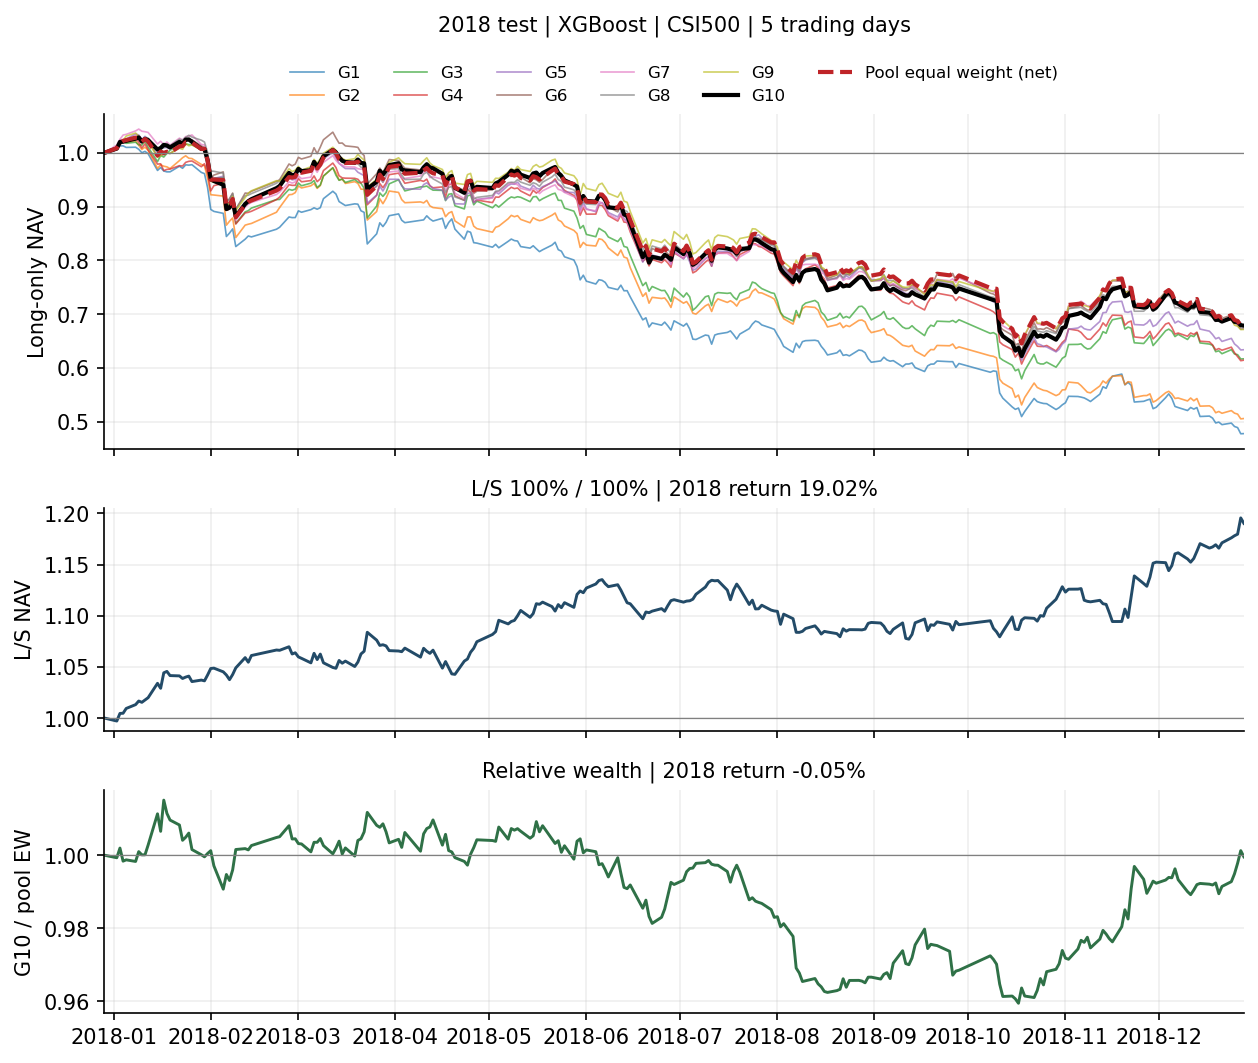 2018 test | XGBoost | CSI500 | 5 trading days
G1 G3 G5 G7 G9 Pool equal weight (net)
G2 G4 G6 G8 G10
Long-only NAV
1.0
0.9
0.8
0.7
0.6
0.5
L/S 100% / 100% | 2018 return 19.02%
L/S NAV
1.20
1.15
1.10
1.05
1.00
Relative wealth | 2018 return -0.05%
G10 / pool EW
1.00
0.98
0.96
2018-01 2018-02 2018-03 2018-04 2018-05 2018-06 2018-07 2018-08 2018-09 2018-10 2018-11 2018-12